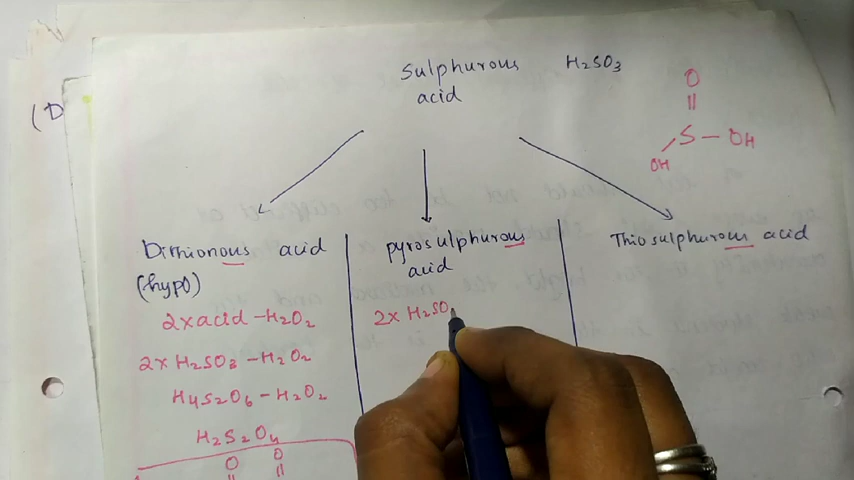 Sulphurous H₂SO₃
acid
O
||
S — OH
OH
(D
Dithionous acid
(hypo)
2xacid - H₂O₂
2x H₂SO₃ - H₂O₂
H₄S₂O₆ - H₂O₂
H₂S₂O₄
O O
|| ||
pyrosulphurous
acid
2x H₂SO
Thiosulphurous acid